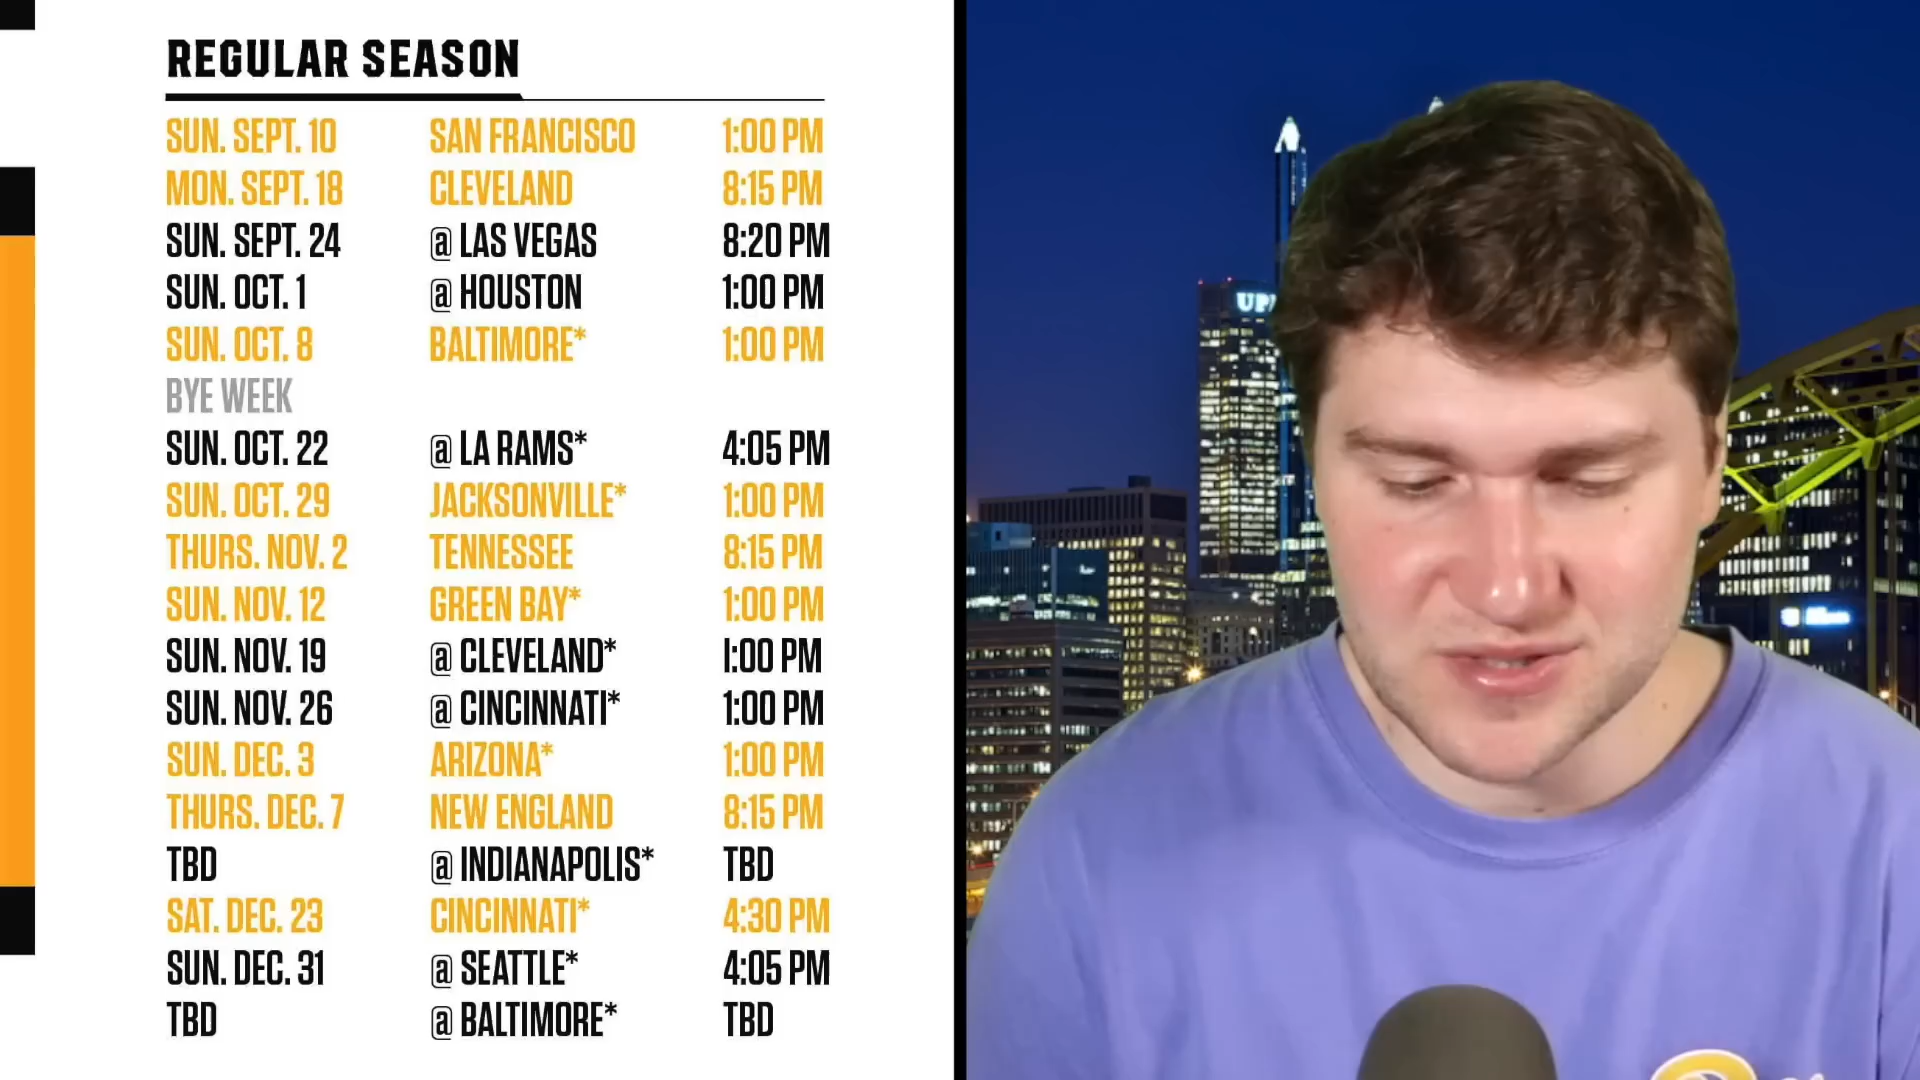 REGULAR SEASON
SUN. SEPT. 10 SAN FRANCISCO 1:00 PM
MON. SEPT. 18 CLEVELAND 8:15 PM
SUN. SEPT. 24 @ LAS VEGAS 8:20 PM
SUN. OCT. 1 @ HOUSTON 1:00 PM
SUN. OCT. 8 BALTIMORE* 1:00 PM
BYE WEEK
SUN. OCT. 22 @ LA RAMS* 4:05 PM
SUN. OCT. 29 JACKSONVILLE* 1:00 PM
THURS. NOV. 2 TENNESSEE 8:15 PM
SUN. NOV. 12 GREEN BAY* 1:00 PM
SUN. NOV. 19 @ CLEVELAND* I:00 PM
SUN. NOV. 26 @ CINCINNATI* 1:00 PM
SUN. DEC. 3 ARIZONA* 1:00 PM
THURS. DEC. 7 NEW ENGLAND 8:15 PM
TBD @ INDIANAPOLIS* TBD
SAT. DEC. 23 CINCINNATI* 4:30 PM
SUN. DEC. 31 @ SEATTLE* 4:05 PM
TBD @ BALTIMORE* TBD
UP